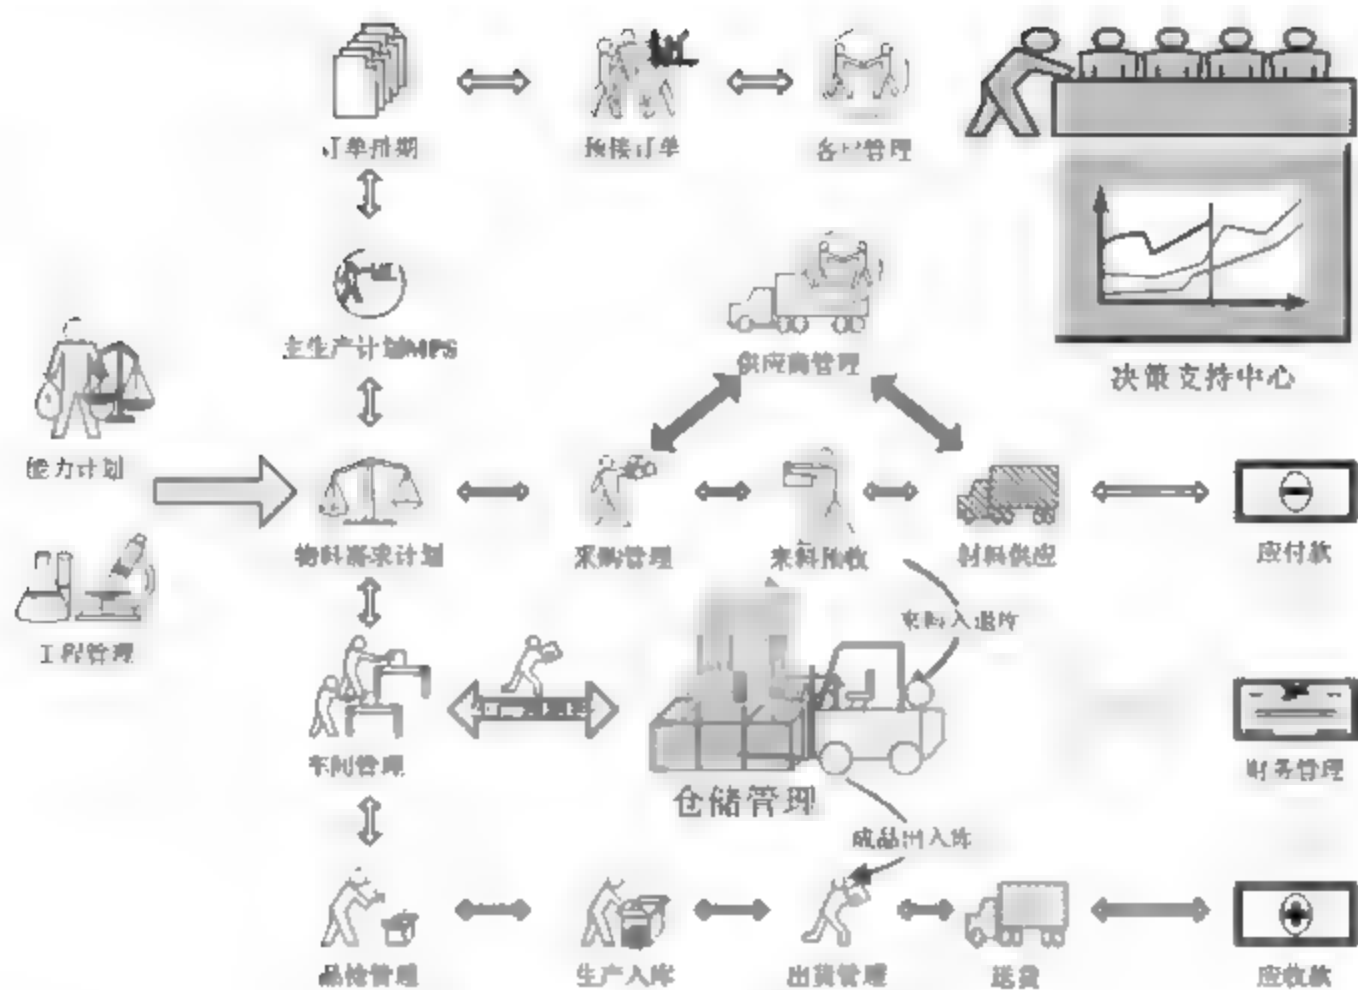 订单排期
预接订单
客户管理
主生产计划MPS
供应商管理
决策支持中心
能力计划
物料需求计划
采购管理
来料验收
材料供应
应付款
工程管理
来料入退库
车间管理
仓储管理
财务管理
成品出入库
品检管理
生产入库
出货管理
送货
应收款